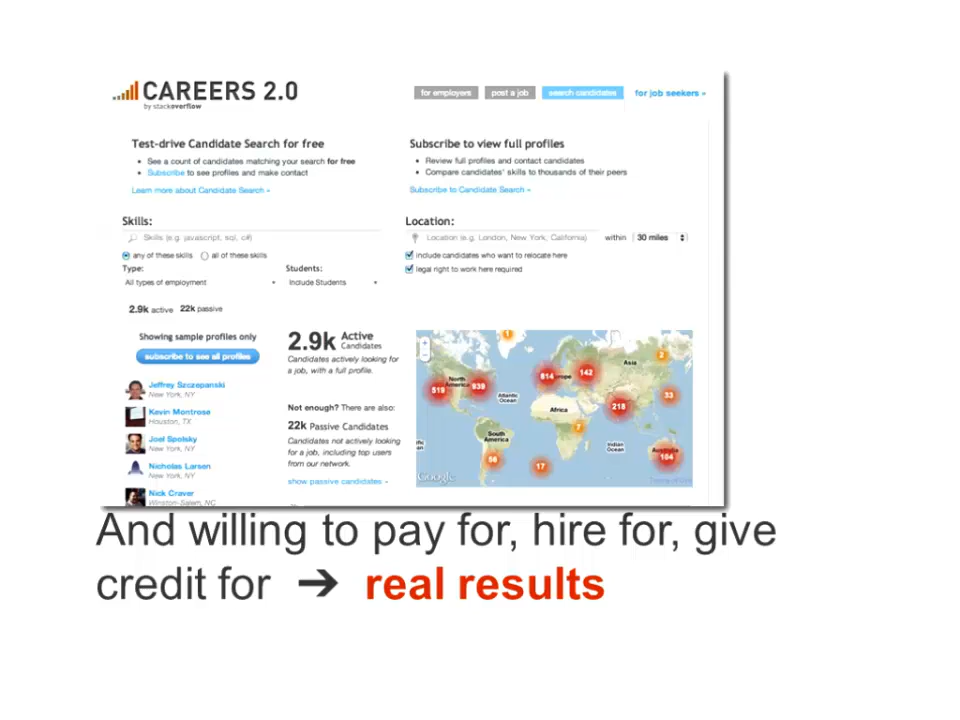 CAREERS 2.0
by stackoverflow
for employers
post a job
search candidates
for job seekers »
Test-drive Candidate Search for free
• See a count of candidates matching your search for free
• Subscribe to see profiles and make contact
Learn more about Candidate Search »
Subscribe to view full profiles
• Review full profiles and contact candidates
• Compare candidates' skills to thousands of their peers
Subscribe to Candidate Search »
Skills:
Skills (e.g. javascript, sql, c#)
any of these skills
all of these skills
Type:
All types of employment
Students:
Include Students
Location:
Location (e.g. London, New York, California)
within
30 miles
include candidates who want to relocate here
legal right to work here required
2.9k active
22k passive
Showing sample profiles only
subscribe to see all profiles
Jeffrey Szczepanski
New York, NY
Kevin Montrose
Houston, TX
Joel Spolsky
New York, NY
Nicholas Larsen
New York, NY
Nick Craver
Winston-Salem, NC
2.9k Active
Candidates
Candidates actively looking for
a job, with a full profile.
Not enough? There are also:
22k Passive Candidates
Candidates not actively looking
for a job, including top users
from our network.
show passive candidates »
1
2
Asia
North
America
519
939
614
142
33
Atlantic
Ocean
Africa
218
7
South
America
56
17
Indian
Ocean
Australia
184
Google
And willing to pay for, hire for, give
credit for ➔ real results